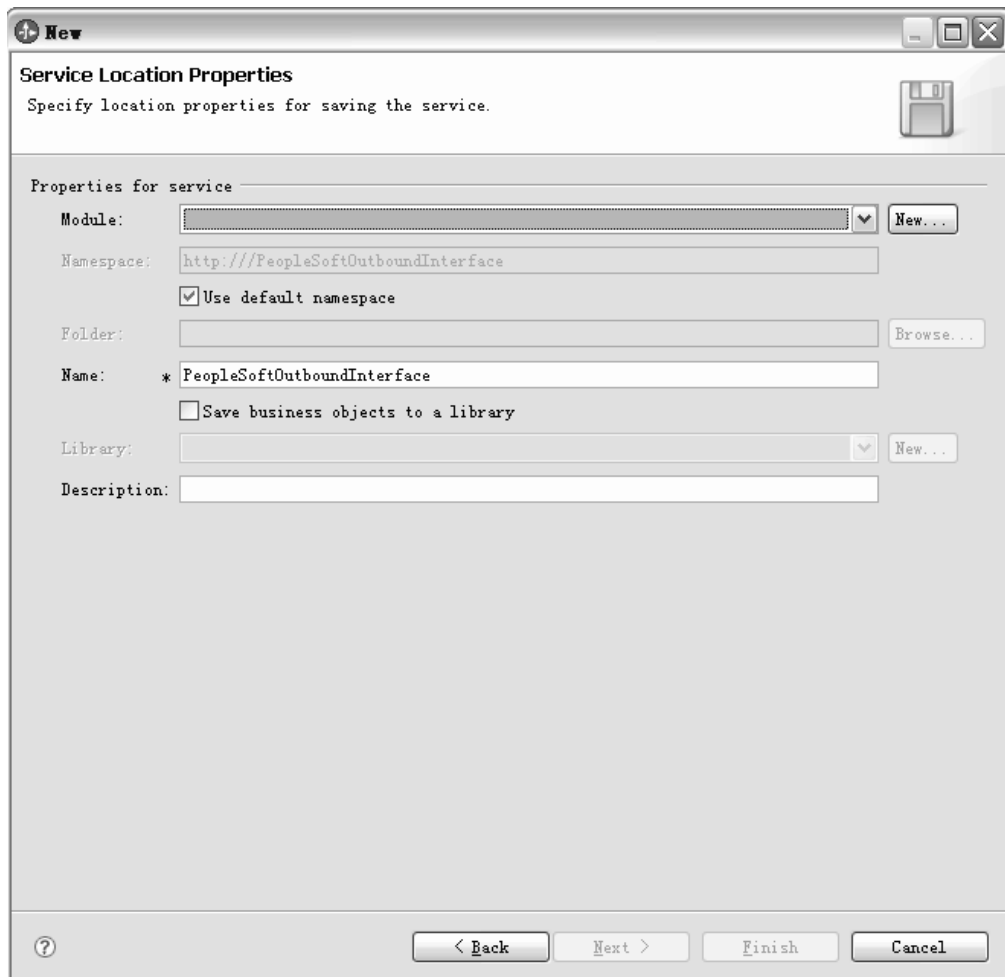 New
Service Location Properties
Specify location properties for saving the service.
Properties for service
Module: New...
Namespace: http:///PeopleSoftOutboundInterface
Use default namespace
Folder: Browse...
Name: * PeopleSoftOutboundInterface
Save business objects to a library
Library: New...
Description:
? < Back Next > Finish Cancel